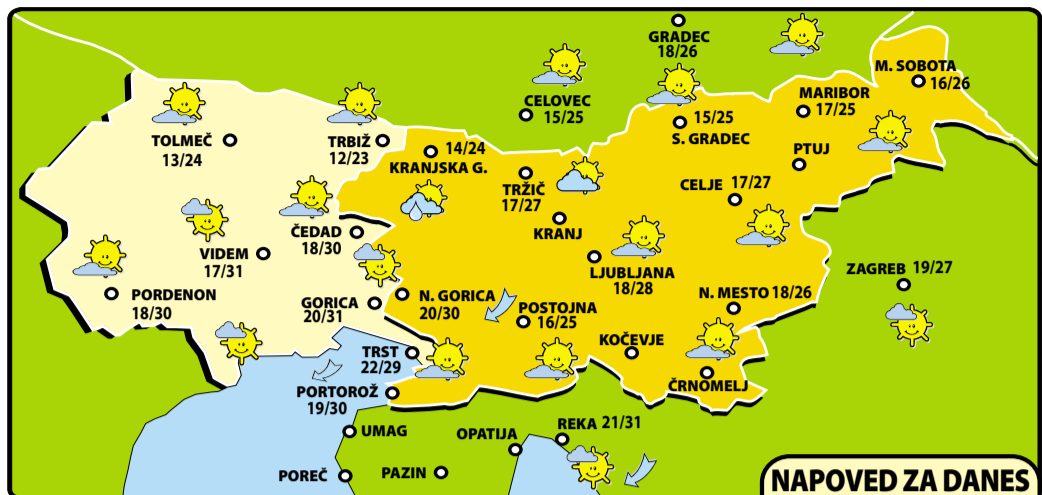 GRADEC
18/26
M. SOBOTA
16/26
CELOVEC
15/25
MARIBOR
17/25
15/25
S. GRADEC
TOLMEČ
13/24
TRBIŽ
12/23
14/24
KRANJSKA G.
PTUJ
TRŽIČ
17/27
CELJE 17/27
KRANJ
ČEDAD
18/30
VIDEM
17/31
LJUBLJANA
18/28
ZAGREB 19/27
PORDENON
18/30
GORICA
20/31
N. GORICA
20/30
POSTOJNA
16/25
N. MESTO 18/26
KOČEVJE
TRST
22/29
ČRNOMELJ
PORTOROŽ
19/30
UMAG
OPATIJA
REKA 21/31
POREČ
PAZIN
NAPOVED ZA DANES